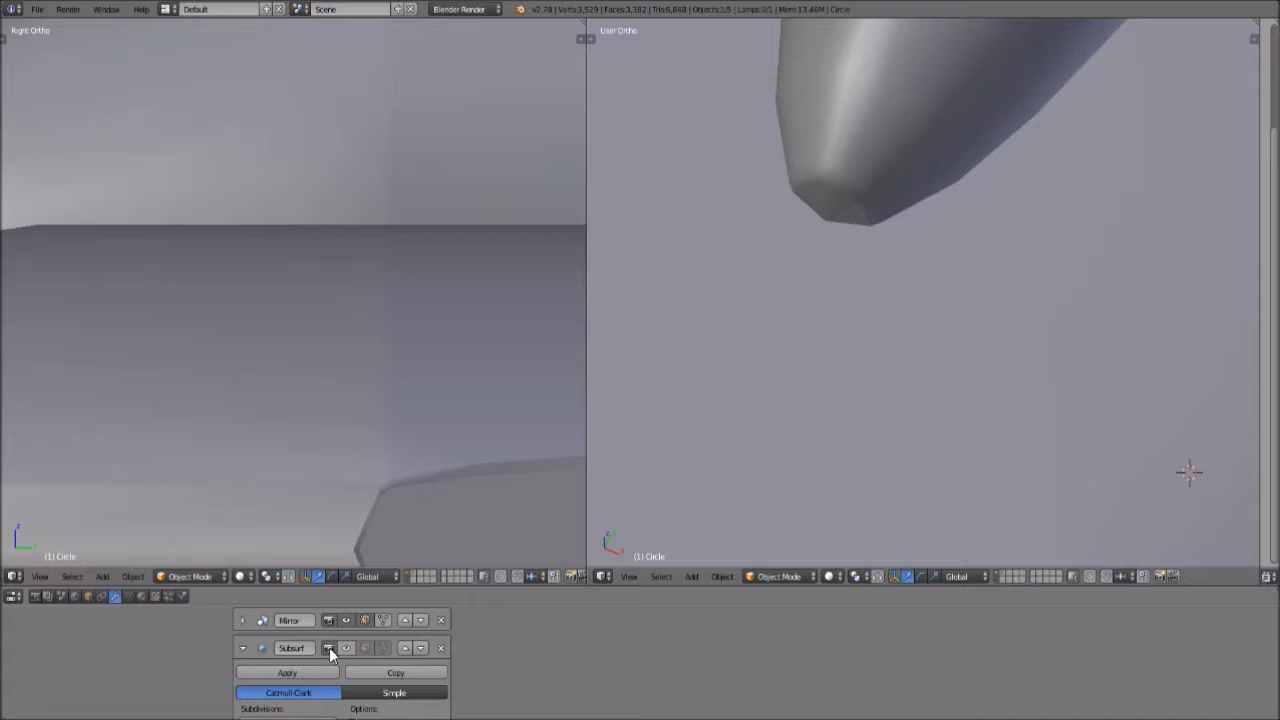 File Render Window Help Default Scene Blender Render v2.78 | Verts:3,529 | Faces:3,382 | Tris:6,848 | Objects:1/5 | Lamps:0/1 | Mem:13.46M | Circle
Right Ortho
User Ortho
(1) Circle
(1) Circle
View Select Add Object Object Mode Global
View Select Add Object Object Mode Global
Mirror
Subsurf
Apply Copy
Catmull-Clark Simple
Subdivisions: Options: